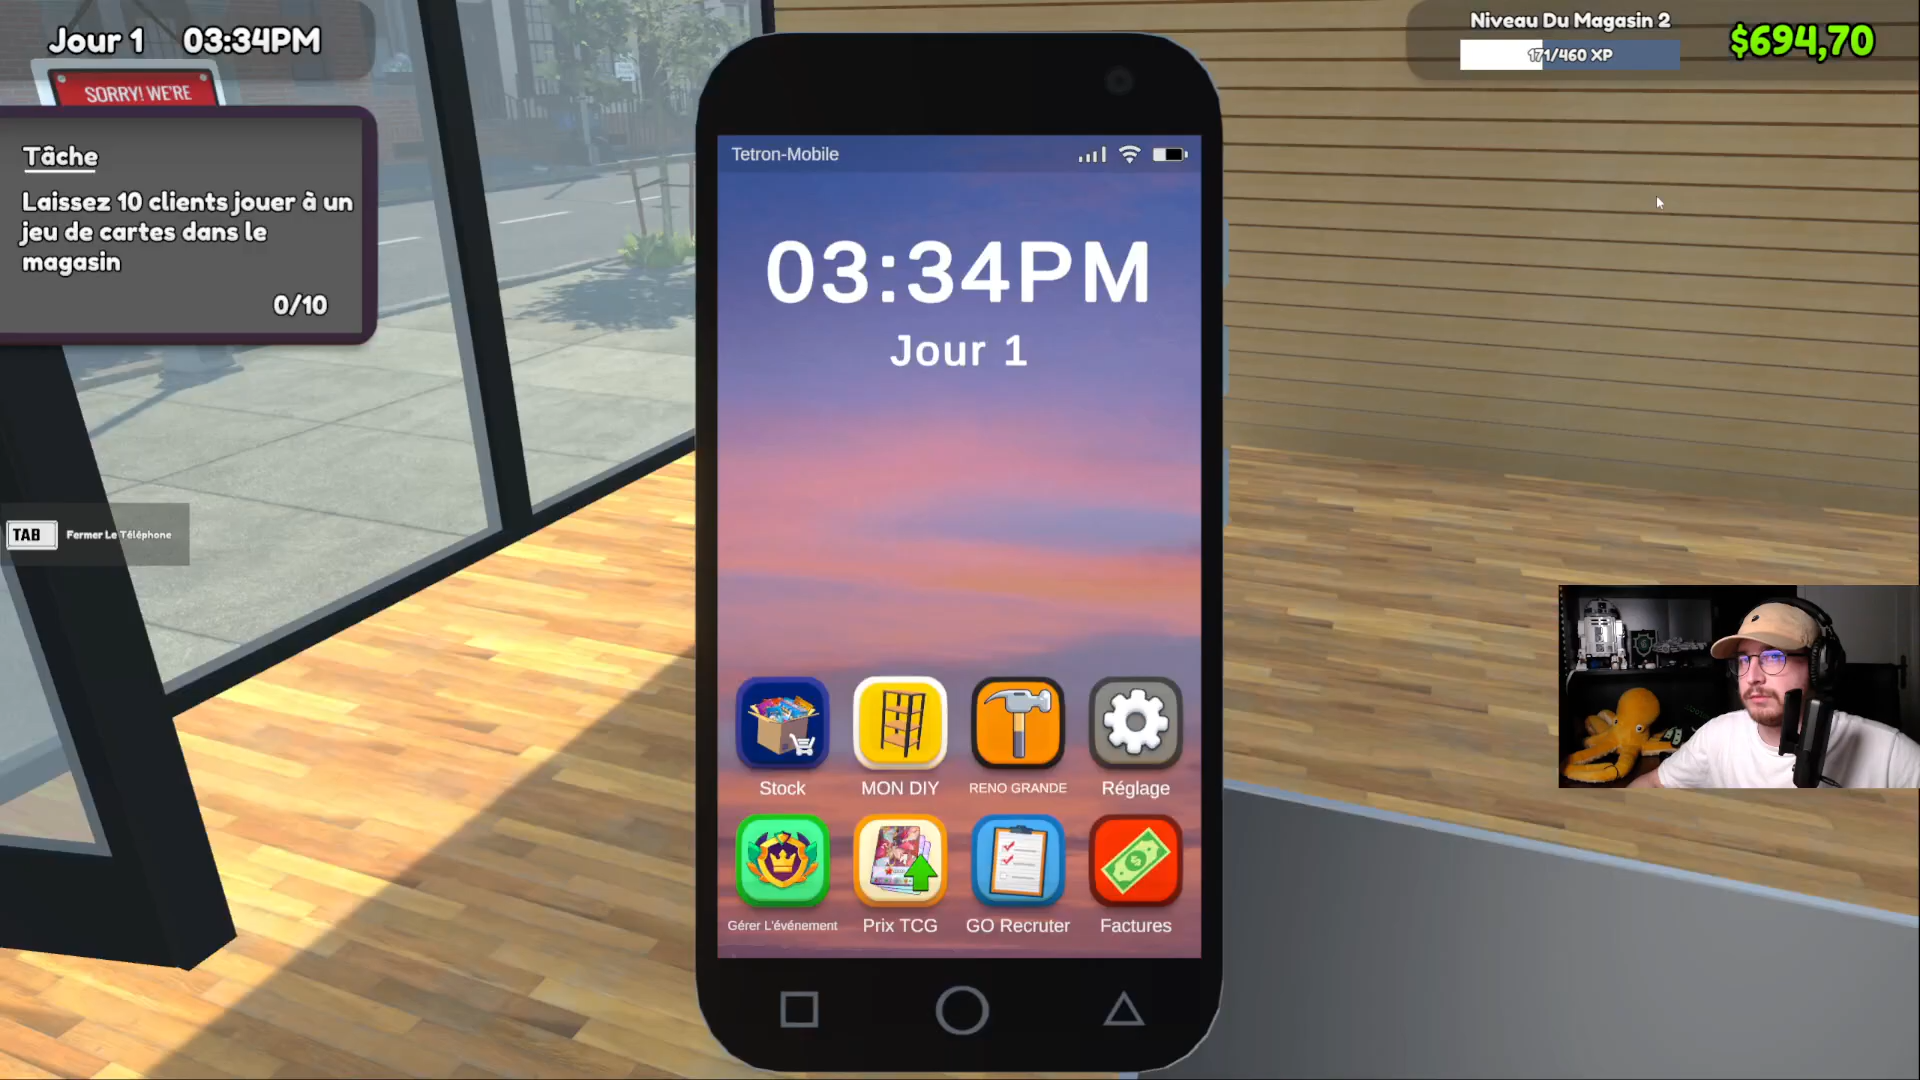 Jour 1 03:34PM
Niveau Du Magasin 2
171/460 XP
$694,70
SORRY! WE'RE
Tâche
Laissez 10 clients jouer à un
jeu de cartes dans le
magasin
0/10
TAB Fermer Le Téléphone
Tetron-Mobile
03:34PM
Jour 1
Stock
MON DIY
RENO GRANDE
Réglage
Gérer L'événement
Prix TCG
GO Recruter
Factures